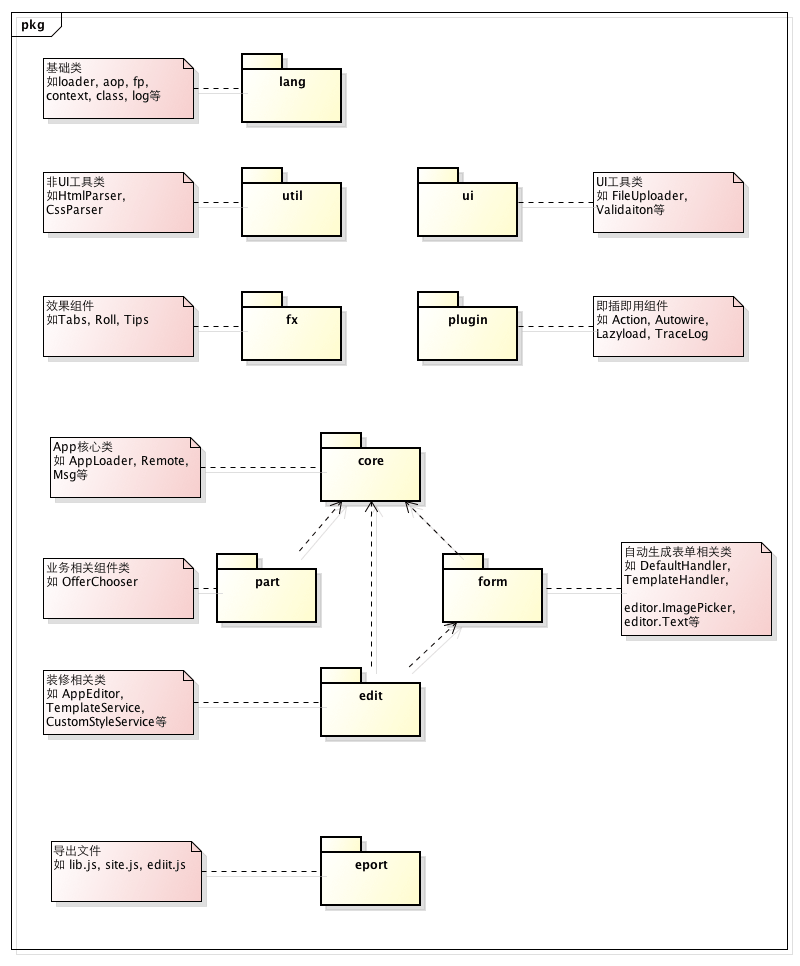 pkg
基础类
如loader, aop, fp,
context, class, log等
lang
非UI工具类
如HtmlParser,
CssParser
util
ui
UI工具类
如 FileUploader,
Validaiton等
效果组件
如Tabs, Roll, Tips
fx
plugin
即插即用组件
如 Action, Autowire,
Lazyload, TraceLog
App核心类
如 AppLoader, Remote,
Msg等
core
业务相关组件类
如 OfferChooser
part
form
自动生成表单相关类
如 DefaultHandler,
TemplateHandler,
editor.ImagePicker,
editor.Text等
装修相关类
如 AppEditor,
TemplateService,
CustomStyleService等
edit
导出文件
如 lib.js, site.js, ediit.js
eport